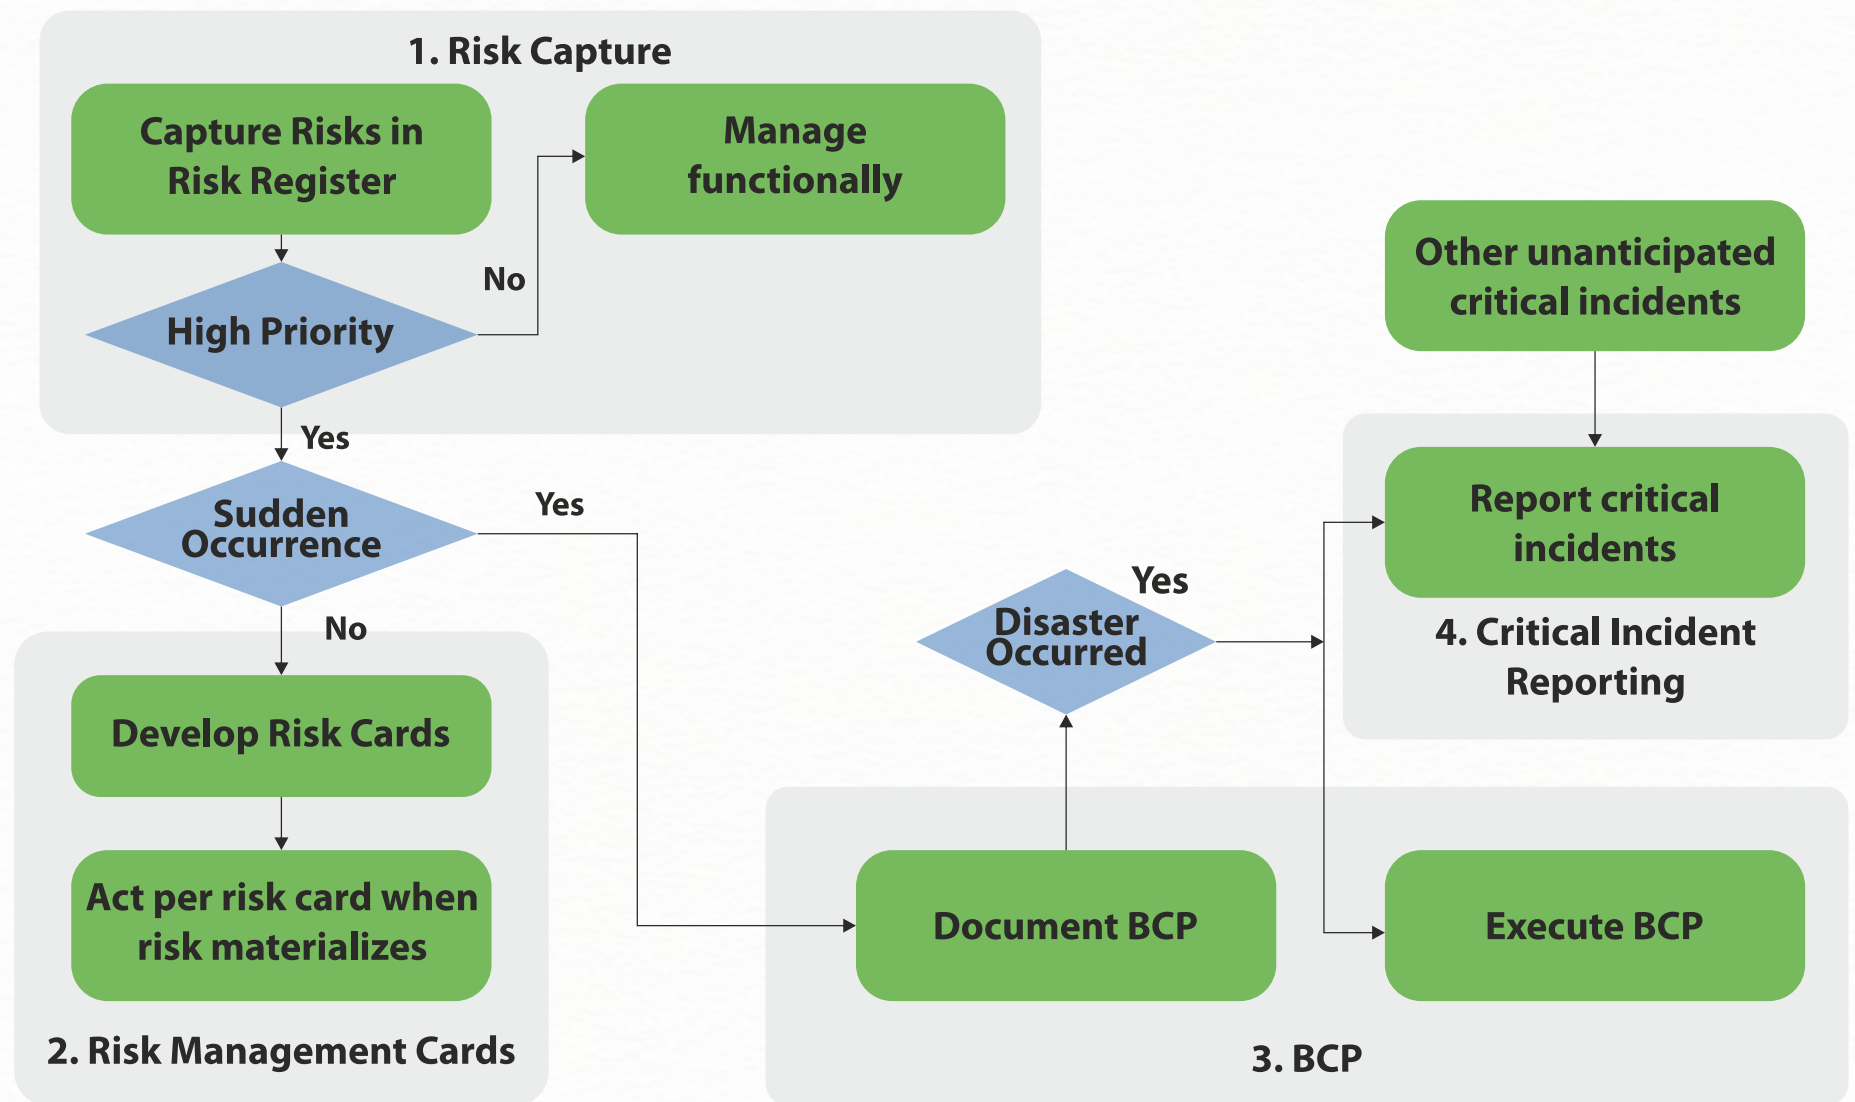 1. Risk Capture
Capture Risks in
Risk Register
Manage
functionally
No
High Priority
Yes
Sudden
Occurrence
Yes
No
Develop Risk Cards
Act per risk card when
risk materializes
2. Risk Management Cards
Other unanticipated
critical incidents
Report critical
incidents
4. Critical Incident
Reporting
Yes
Disaster
Occurred
Document BCP
Execute BCP
3. BCP